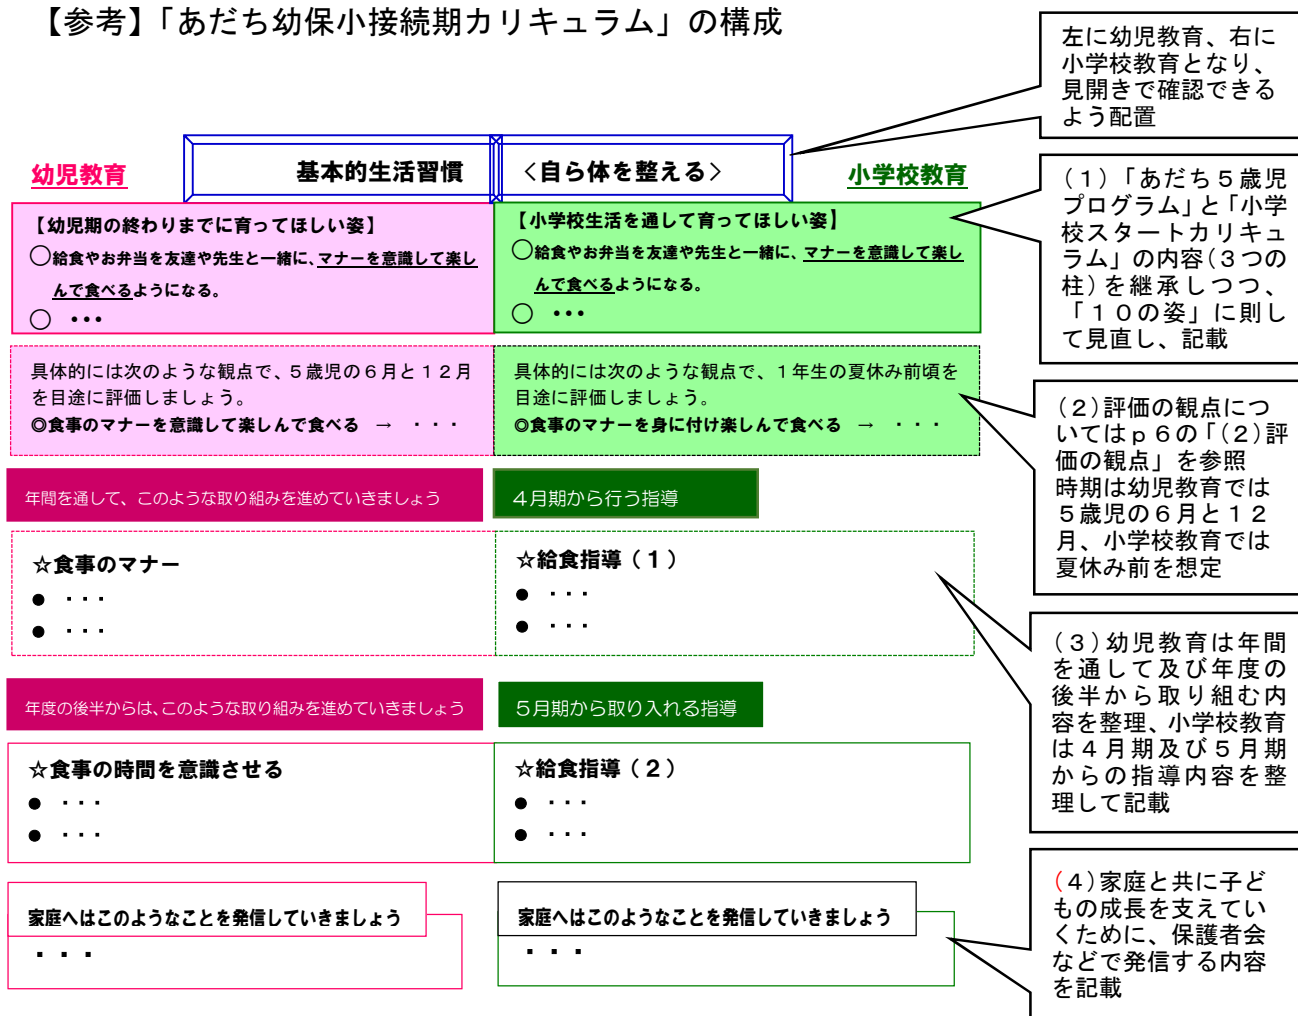 【参考】「あだち幼保小接続期カリキュラム」の構成
左に幼児教育、右に
小学校教育となり、
見開きで確認できる
よう配置
幼児教育
基本的生活習慣
＜自ら体を整える＞
小学校教育
【幼児期の終わりまでに育ってほしい姿】
○給食やお弁当を友達や先生と一緒に、マナーを意識して楽し
んで食べるようになる。
○ ・・・
【小学校生活を通して育ってほしい姿】
○給食やお弁当を友達や先生と一緒に、マナーを意識して楽し
んで食べるようになる。
○ ・・・
（１）「あだち５歳児
プログラム」と「小学
校スタートカリキュ
ラム」の内容（３つの
柱）を継承しつつ、
「１０の姿」に則し
て見直し、記載
具体的には次のような観点で、５歳児の６月と１２月
を目途に評価しましょう。
◎食事のマナーを意識して楽しんで食べる → ・・・
具体的には次のような観点で、１年生の夏休み前頃を
目途に評価しましょう。
◎食事のマナーを身に付け楽しんで食べる → ・・・
（２）評価の観点につ
いてはｐ６の「（２）評
価の観点」を参照
時期は幼児教育では
５歳児の６月と１２
月、小学校教育では
夏休み前を想定
年間を通して、このような取り組みを進めていきましょう
４月期から行う指導
☆食事のマナー
● ・・・
● ・・・
☆給食指導（１）
● ・・・
● ・・・
（３）幼児教育は年間
を通して及び年度の
後半から取り組む内
容を整理、小学校教育
は４月期及び５月期
からの指導内容を整
理して記載
年度の後半からは、このような取り組みを進めていきましょう
５月期から取り入れる指導
☆食事の時間を意識させる
● ・・・
● ・・・
☆給食指導（２）
● ・・・
● ・・・
家庭へはこのようなことを発信していきましょう
・・・
家庭へはこのようなことを発信していきましょう
・・・
（４）家庭と共に子ど
もの成長を支えてい
くために、保護者会
などで発信する内容
を記載